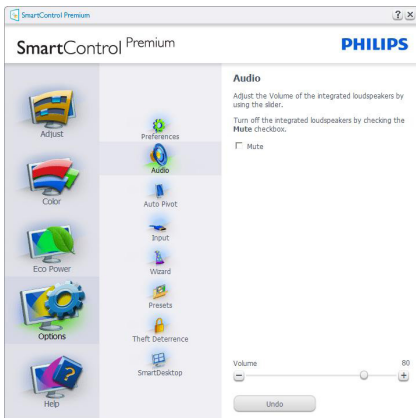 SmartControl Premium
? ×
SmartControl Premium
PHILIPS
Adjust
Color
Eco Power
Options
Help
Preferences
Audio
Auto Pivot
Input
Wizard
Presets
Theft Deterrence
SmartDesktop
Audio
Adjust the Volume of the integrated loudspeakers by
using the slider.
Turn off the integrated loudspeakers by checking the
Mute checkbox.
Mute
Volume 80
Undo